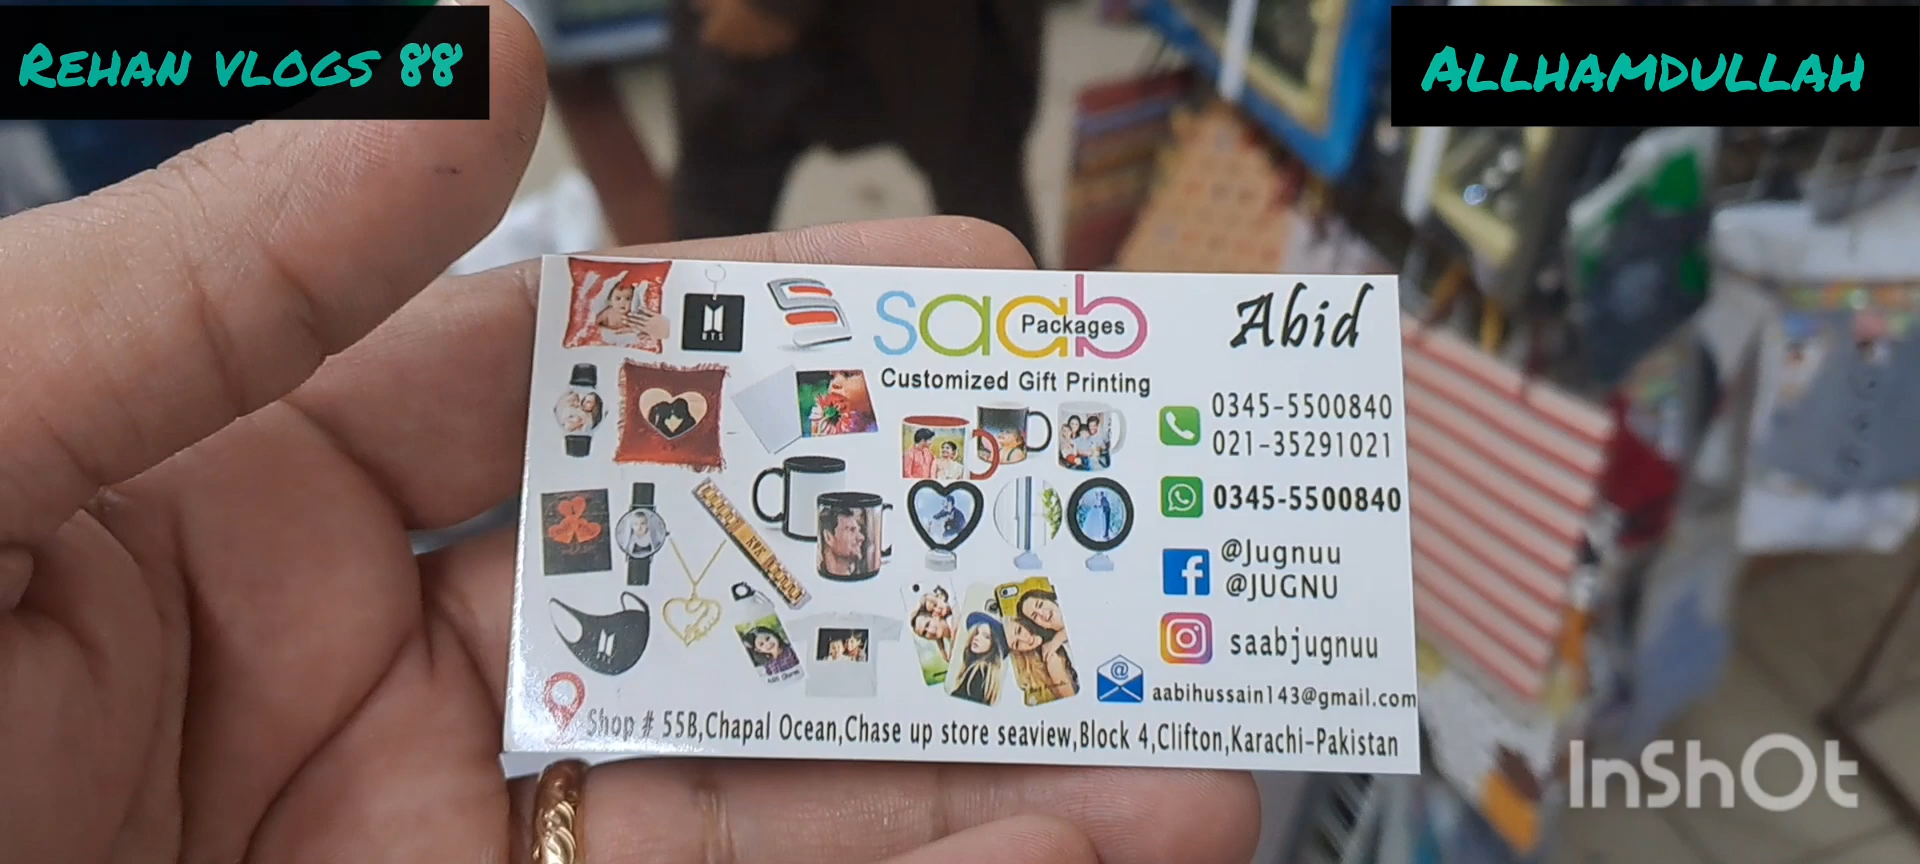 Rehan vlogs 88
Allhamdullah
saab
Packages
Customized Gift Printing
Abid
0345-5500840
021-35291021
0345-5500840
@Jugnuu
@JUGNU
saabjugnuu
aabihussain143@gmail.com
Shop # 55B,Chapal Ocean,Chase up store seaview,Block 4,Clifton,Karachi-Pakistan
BTS
InShOt